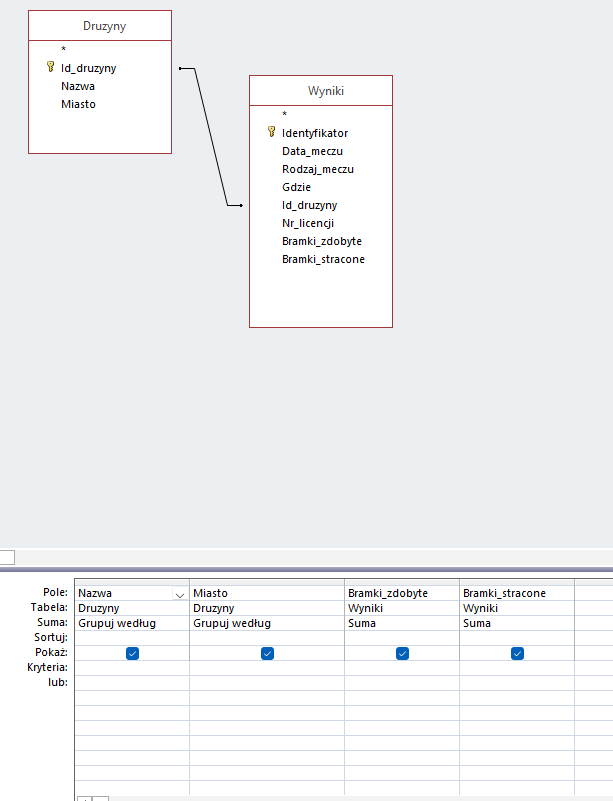 Druzyny
*
Id_druzyny
Nazwa
Miasto
Wyniki
*
Identyfikator
Data_meczu
Rodzaj_meczu
Gdzie
Id_druzyny
Nr_licencji
Bramki_zdobyte
Bramki_stracone
Pole: Nazwa Miasto Bramki_zdobyte Bramki_stracone
Tabela: Druzyny Druzyny Wyniki Wyniki
Suma: Grupuj według Grupuj według Suma Suma
Sortuj:
Pokaż:
Kryteria:
lub: